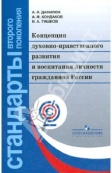 стандарты
второго
поколения
А. Я. Данилюк
А. М. Кондаков
В. А. Тишков
Концепция
духовно-нравственного
развития
и воспитания личности
гражданина России